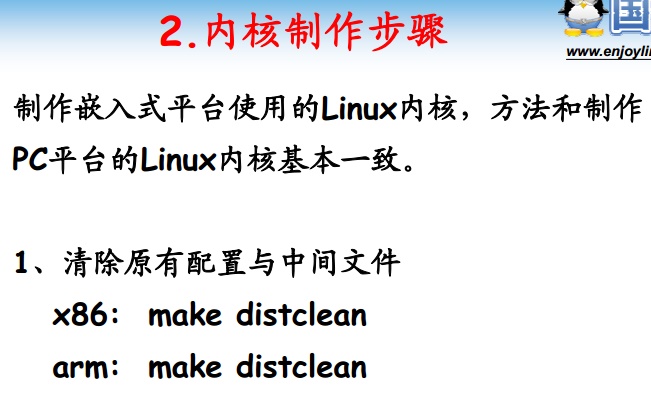 2.内核制作步骤
国
www.enjoyli
制作嵌入式平台使用的Linux内核，方法和制作
PC平台的Linux内核基本一致。
1、清除原有配置与中间文件
x86： make distclean
arm： make distclean